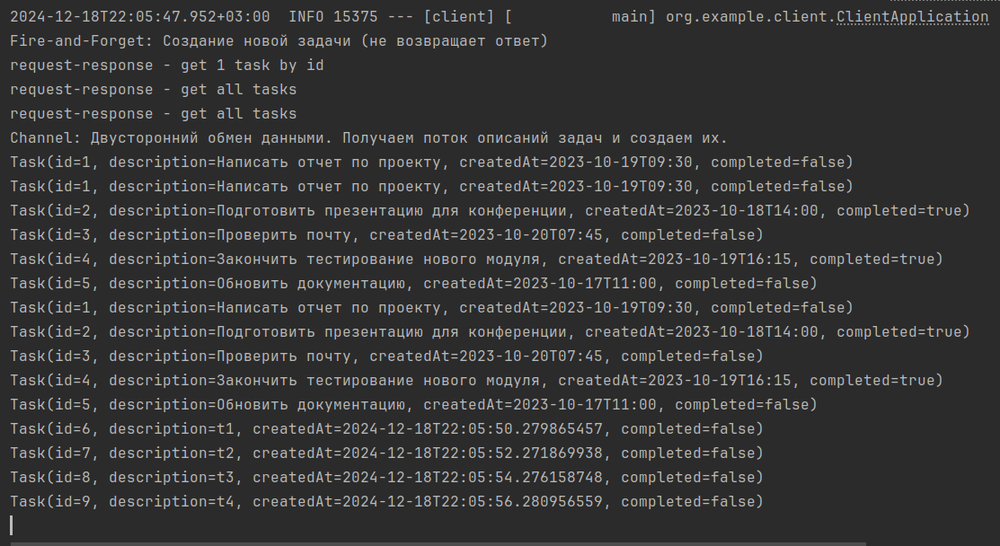 2024-12-18T22:05:47.952+03:00  INFO 15375 --- [client] [           main] org.example.client.ClientApplication
Fire-and-Forget: Создание новой задачи (не возвращает ответ)
request-response - get 1 task by id
request-response - get all tasks
request-response - get all tasks
Channel: Двусторонний обмен данными. Получаем поток описаний задач и создаем их.
Task(id=1, description=Написать отчет по проекту, createdAt=2023-10-19T09:30, completed=false)
Task(id=1, description=Написать отчет по проекту, createdAt=2023-10-19T09:30, completed=false)
Task(id=2, description=Подготовить презентацию для конференции, createdAt=2023-10-18T14:00, completed=true)
Task(id=3, description=Проверить почту, createdAt=2023-10-20T07:45, completed=false)
Task(id=4, description=Закончить тестирование нового модуля, createdAt=2023-10-19T16:15, completed=true)
Task(id=5, description=Обновить документацию, createdAt=2023-10-17T11:00, completed=false)
Task(id=1, description=Написать отчет по проекту, createdAt=2023-10-19T09:30, completed=false)
Task(id=2, description=Подготовить презентацию для конференции, createdAt=2023-10-18T14:00, completed=true)
Task(id=3, description=Проверить почту, createdAt=2023-10-20T07:45, completed=false)
Task(id=4, description=Закончить тестирование нового модуля, createdAt=2023-10-19T16:15, completed=true)
Task(id=5, description=Обновить документацию, createdAt=2023-10-17T11:00, completed=false)
Task(id=6, description=t1, createdAt=2024-12-18T22:05:50.279865457, completed=false)
Task(id=7, description=t2, createdAt=2024-12-18T22:05:52.271869938, completed=false)
Task(id=8, description=t3, createdAt=2024-12-18T22:05:54.276158748, completed=false)
Task(id=9, description=t4, createdAt=2024-12-18T22:05:56.280956559, completed=false)